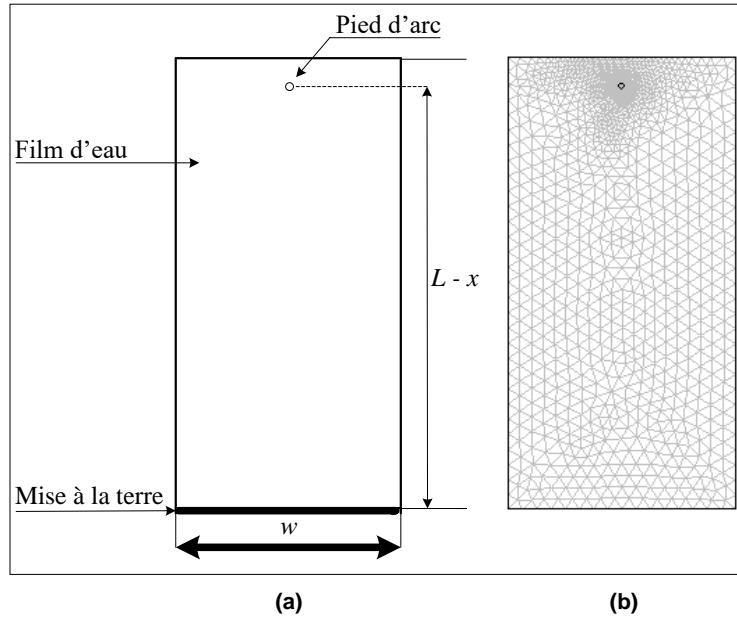 Pied d'arc
Film d'eau
L - x
Mise à la terre
w
(a)
(b)